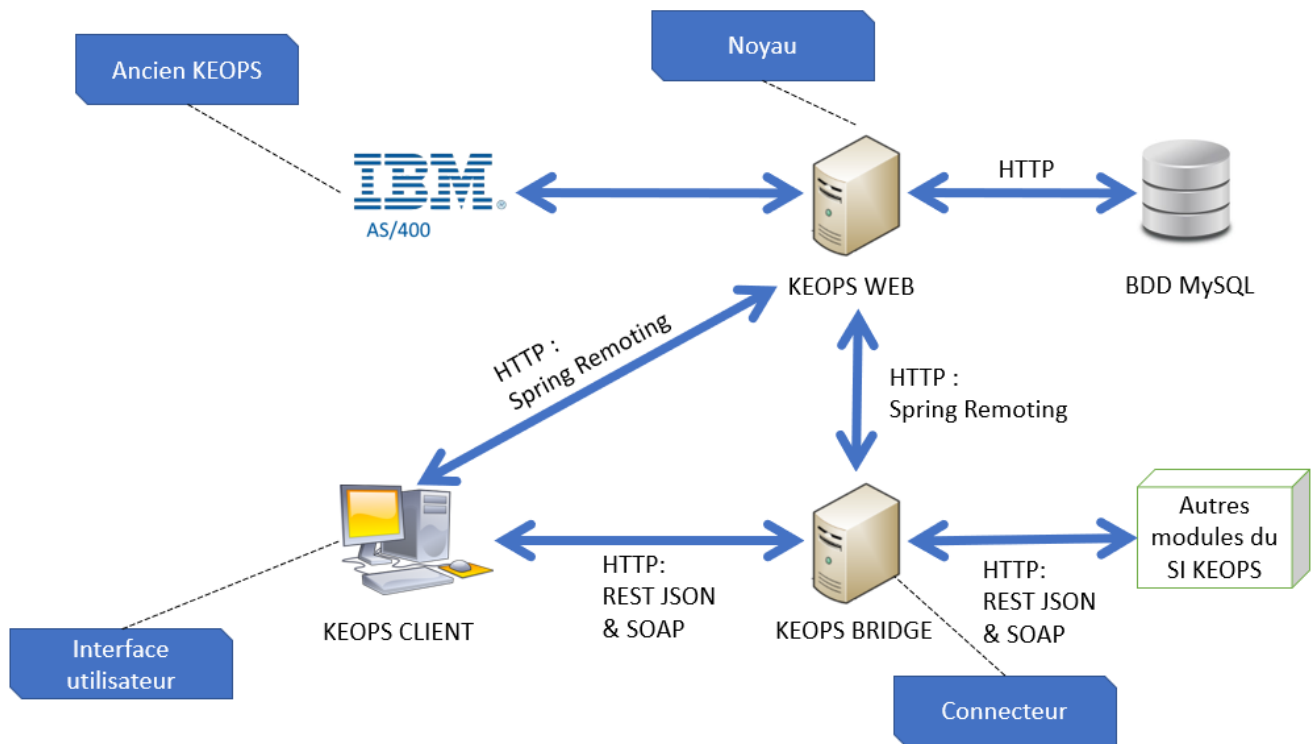 Ancien KEOPS
Noyau
IBM®
AS/400
HTTP
KEOPS WEB
BDD MySQL
HTTP :
Spring Remoting
HTTP :
Spring Remoting
Autres
modules du
SI KEOPS
HTTP:
REST JSON
& SOAP
HTTP:
REST JSON
& SOAP
KEOPS CLIENT
KEOPS BRIDGE
Interface
utilisateur
Connecteur